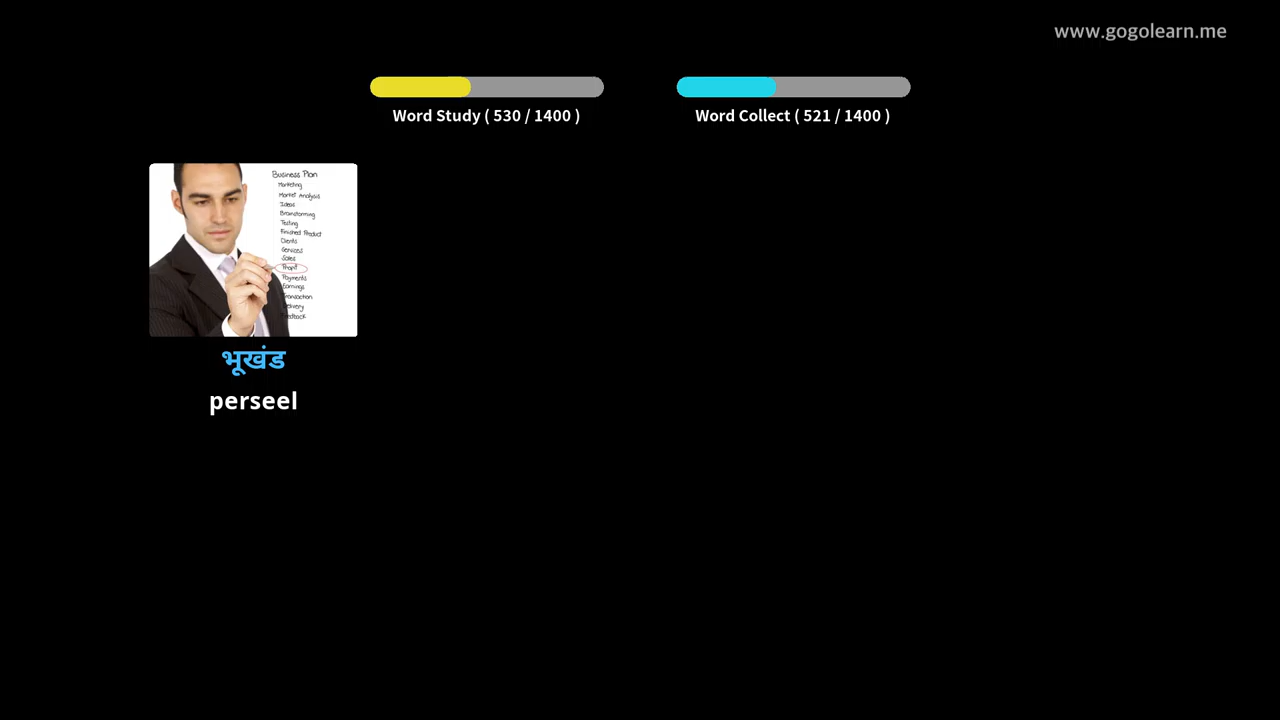 www.gogolearn.me
Word Study ( 530 / 1400 )
Word Collect ( 521 / 1400 )
Business Plan
Marketing
Market Analysis
Ideas
Brainstorming
Testing
Finished Product
Clients
Services
Sales
Profit
Payments
Earnings
Transaction
Delivery
Feedback
भूखंड
perseel